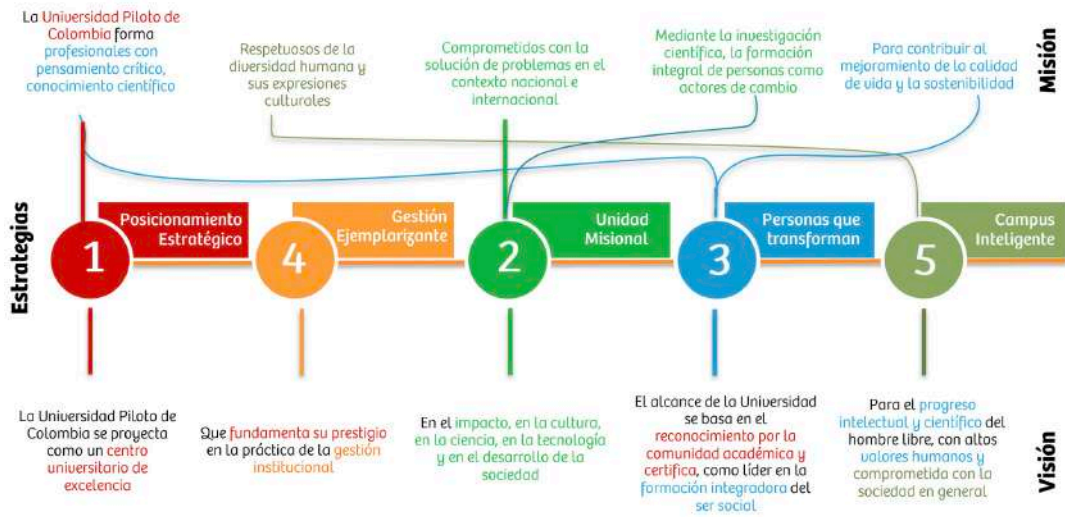 La Universidad Piloto de
Colombia forma
profesionales con
pensamiento crítico,
conocimiento científico
Respetuosos de la
diversidad humana y
sus expresiones
culturales
Comprometidos con la
solución de problemas en el
contexto nacional e
internacional
Mediante la investigación
científica, la formación
integral de personas como
actores de cambio
Para contribuir al
mejoramiento de la calidad
de vida y la sostenibilidad
Misión
Estrategias
1
Posicionamiento
Estratégico
4
Gestión
Ejemplarizante
2
Unidad
Misional
3
Personas que
transforman
5
Campus
Inteligente
La Universidad Piloto de
Colombia se proyecta
como un centro
universitario de
excelencia
Que fundamenta su prestigio
en la práctica de la gestión
institucional
En el impacto, en la cultura,
en la ciencia, en la tecnología
y en el desarrollo de la
sociedad
El alcance de la Universidad
se basa en el
reconocimiento por la
comunidad académica y
certifica, como líder en la
formación integradora del
ser social
Para el progreso
intelectual y científico del
hombre libre, con altos
valores humanos y
comprometida con la
sociedad en general
Visión